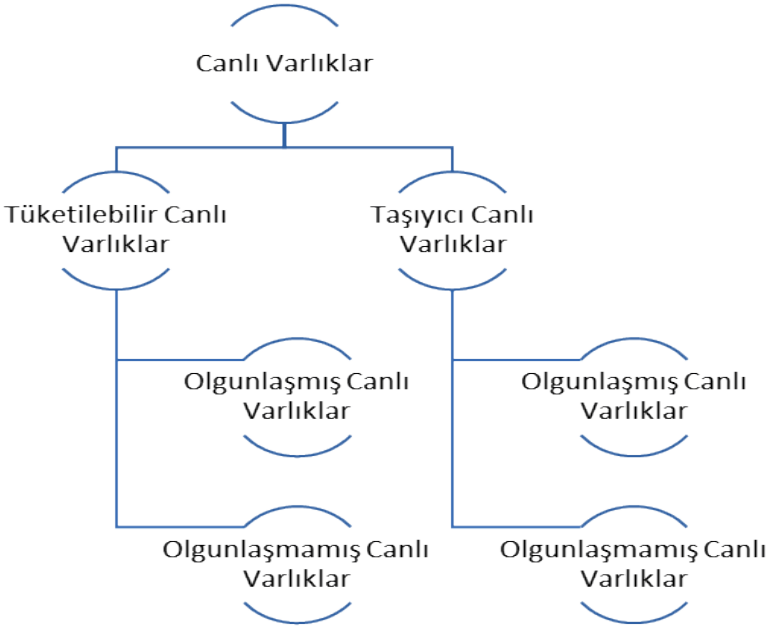 Canlı Varlıklar
Tüketilebilir Canlı
Varlıklar
Taşıyıcı Canlı
Varlıklar
Olgunlaşmış Canlı
Varlıklar
Olgunlaşmış Canlı
Varlıklar
Olgunlaşmamış Canlı
Varlıklar
Olgunlaşmamış Canlı
Varlıklar